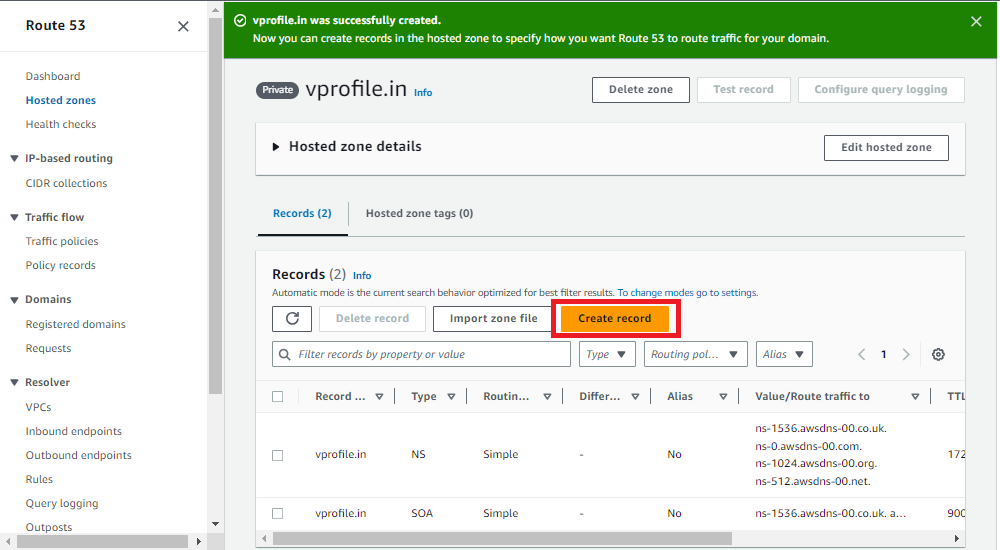 Route 53
Dashboard
Hosted zones
Health checks
IP-based routing
CIDR collections
Traffic flow
Traffic policies
Policy records
Domains
Registered domains
Requests
Resolver
VPCs
Inbound endpoints
Outbound endpoints
Rules
Query logging
Outposts
vprofile.in was successfully created.
Now you can create records in the hosted zone to specify how you want Route 53 to route traffic for your domain.
Private vprofile.in Info
Delete zone Test record Configure query logging
Hosted zone details Edit hosted zone
Records (2) Hosted zone tags (0)
Records (2) Info
Automatic mode is the current search behavior optimized for best filter results. To change modes go to settings.
Delete record Import zone file Create record
Filter records by property or value Type Routing pol... Alias 1
Record ... Type Routin... Differ... Alias Value/Route traffic to TTL
vprofile.in NS Simple - No ns-1536.awsdns-00.co.uk. 172
ns-0.awsdns-00.com.
ns-1024.awsdns-00.org.
ns-512.awsdns-00.net.
vprofile.in SOA Simple - No ns-1536.awsdns-00.co.uk. a... 900